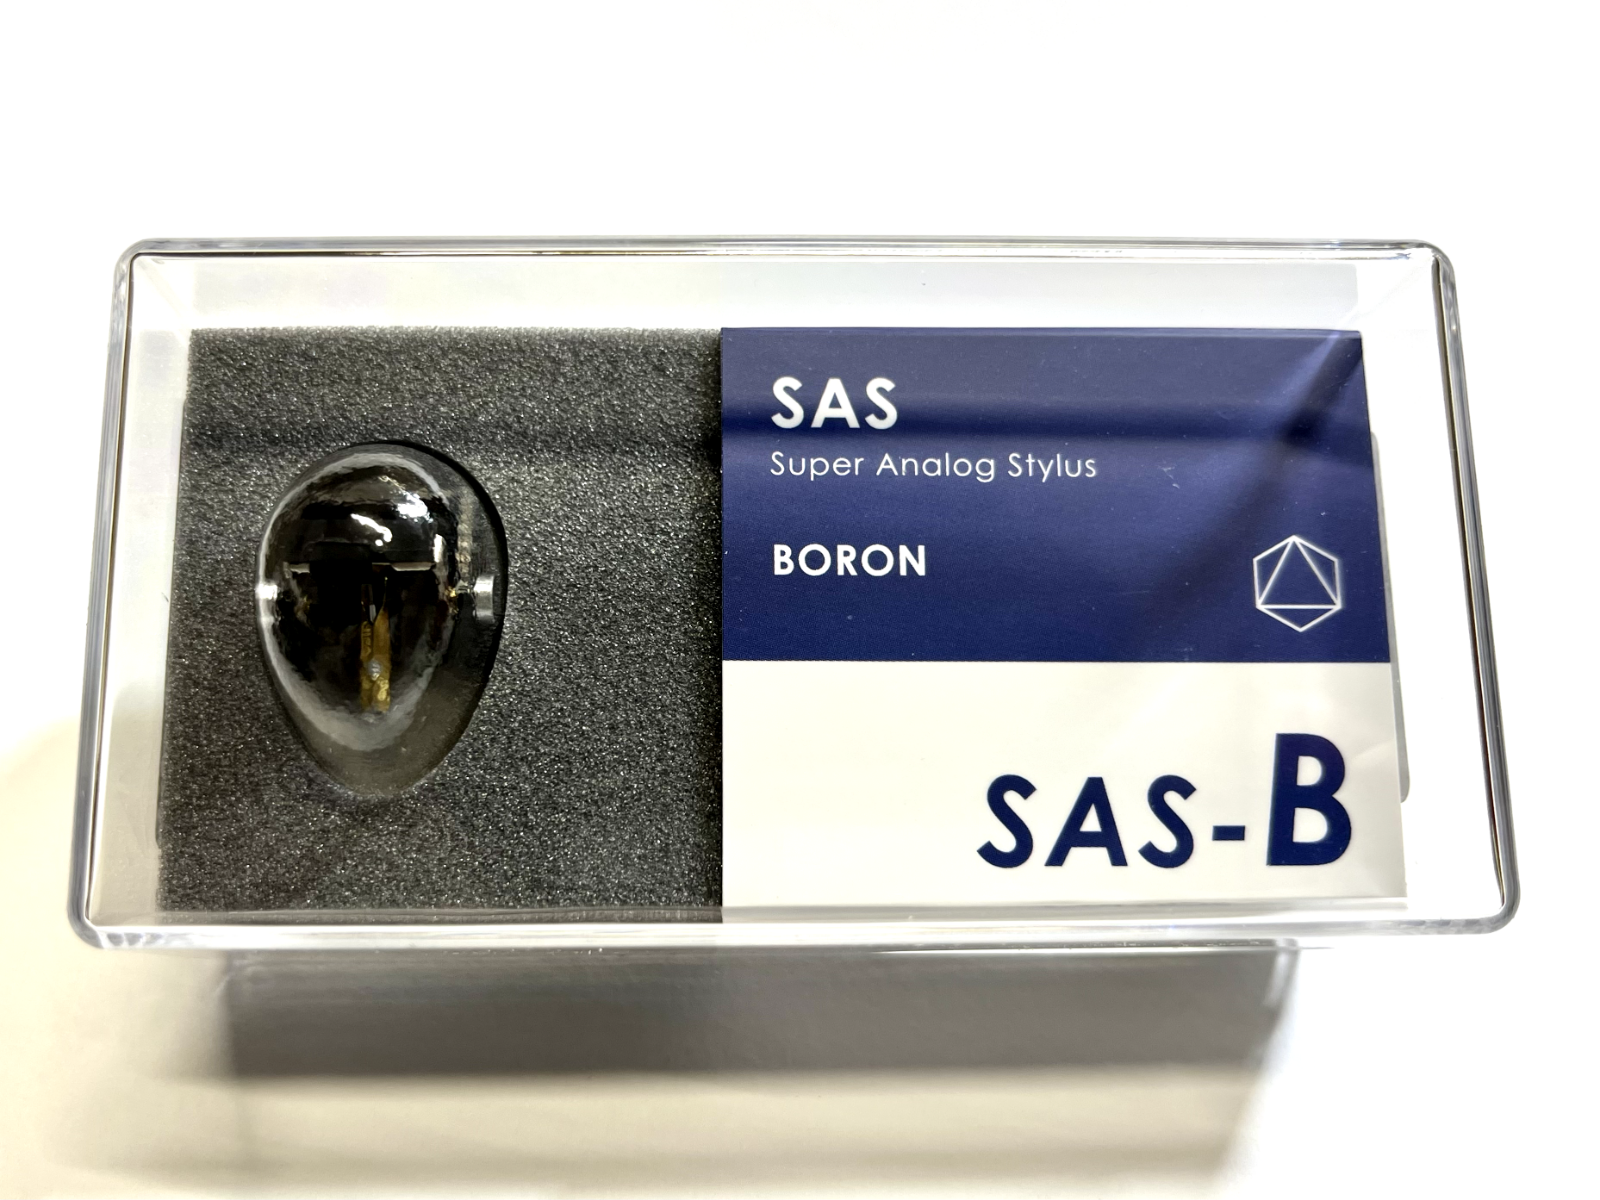 SAS
Super Analog Stylus
BORON
SAS-B